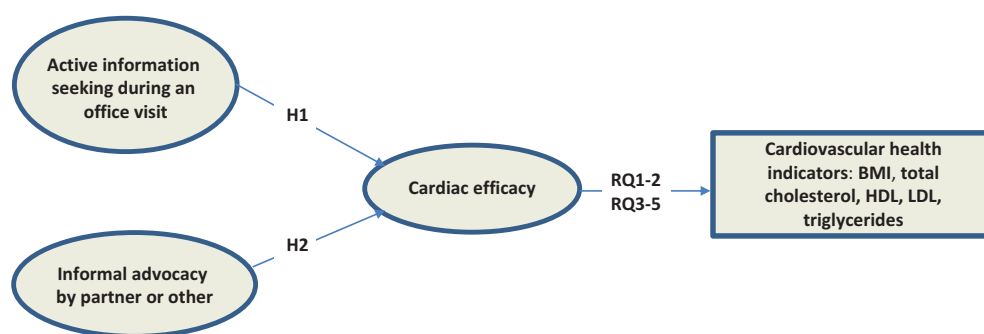 Active information
seeking during an
office visit
H1
Cardiac efficacy
RQ1-2
RQ3-5
Cardiovascular health
indicators: BMI, total
cholesterol, HDL, LDL,
triglycerides
H2
Informal advocacy
by partner or other